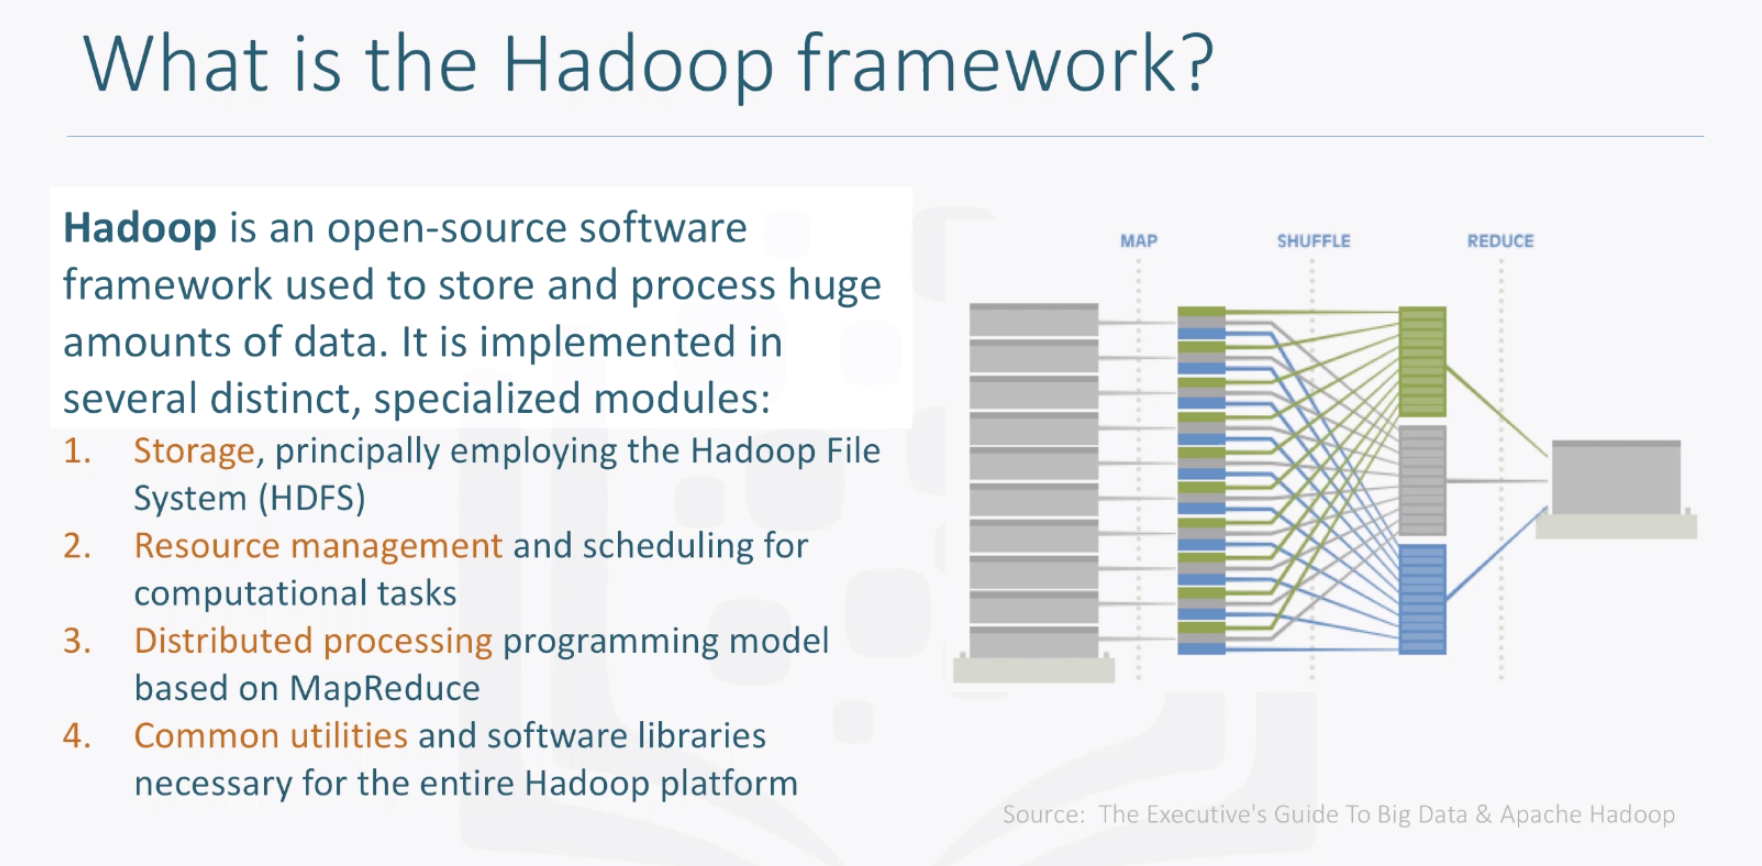 What is the Hadoop framework?
Hadoop is an open-source software
framework used to store and process huge
amounts of data. It is implemented in
several distinct, specialized modules:
1. Storage, principally employing the Hadoop File
System (HDFS)
2. Resource management and scheduling for
computational tasks
3. Distributed processing programming model
based on MapReduce
4. Common utilities and software libraries
necessary for the entire Hadoop platform
MAP
SHUFFLE
REDUCE
Source: The Executive's Guide To Big Data & Apache Hadoop